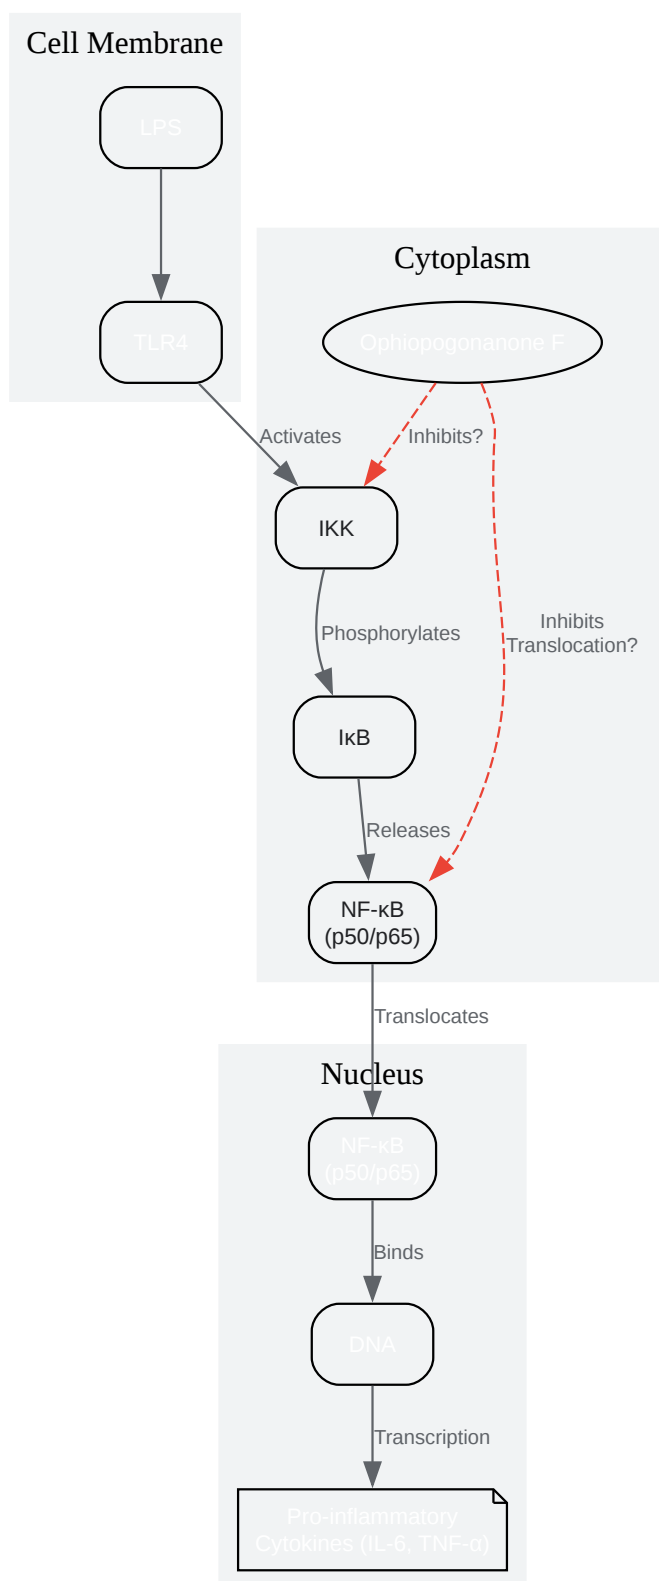 Cell Membrane
LPS
TLR4
Cytoplasm
Ophiopogonanone F
Activates
Inhibits?
IKK
Phosphorylates
Inhibits
Translocation?
IκB
Releases
NF-κB
(p50/p65)
Translocates
Nucleus
NF-κB
(p50/p65)
Binds
DNA
Transcription
Pro-inflammatory
Cytokines (IL-6, TNF-α)